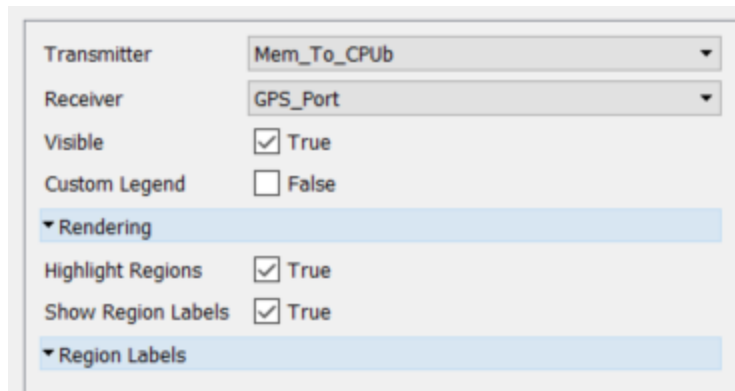 Transmitter Mem_To_CPUb
Receiver GPS_Port
Visible True
Custom Legend False
Rendering
Highlight Regions True
Show Region Labels True
Region Labels